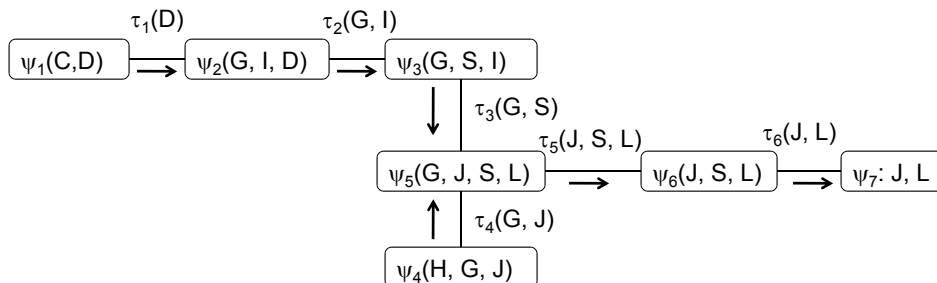 τ₁(D)
τ₂(G, I)
ψ₁(C,D)
ψ₂(G, I, D)
ψ₃(G, S, I)
τ₃(G, S)
τ₅(J, S, L)
τ₆(J, L)
ψ₅(G, J, S, L)
ψ₆(J, S, L)
ψ₇: J, L
τ₄(G, J)
ψ₄(H, G, J)